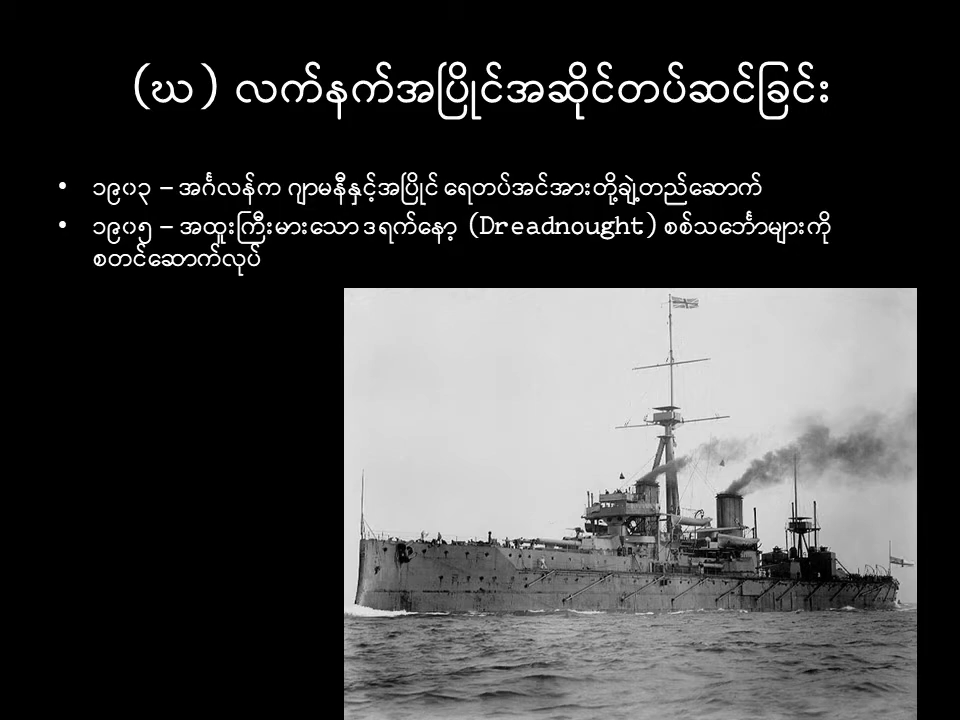 (ဃ) လက်နက်အပြိုင်အဆိုင်တပ်ဆင်ခြင်း
• ၁၉၀၃ – အင်္ဂလန်က ဂျာမနီနှင့်အပြိုင် ရေတပ်အင်အားတို့ချဲ့တည်ဆောက်
• ၁၉၀၅ – အထူးကြီးမားသော ဒရက်နော့ (Dreadnought) စစ်သင်္ဘောများကို
စတင်ဆောက်လုပ်